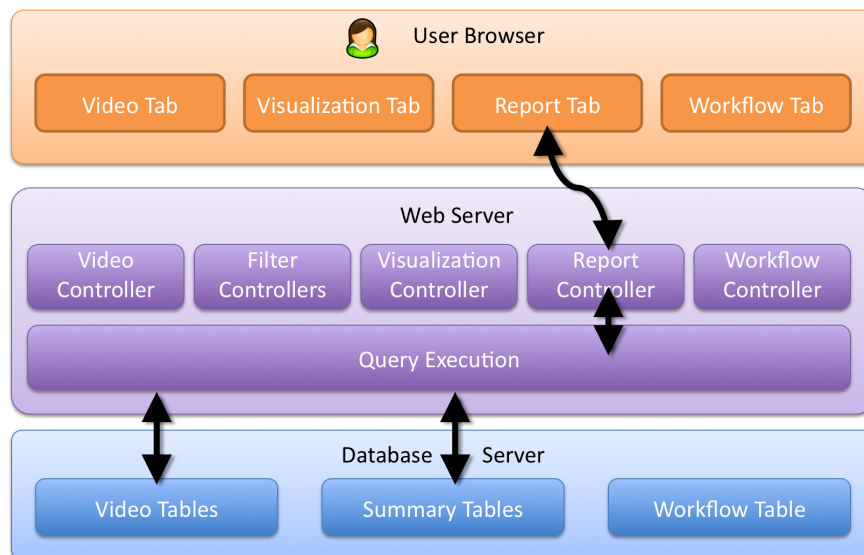 User Browser
Video Tab
Visualization Tab
Report Tab
Workflow Tab
Web Server
Video
Controller
Filter
Controllers
Visualization
Controller
Report
Controller
Workflow
Controller
Query Execution
Database Server
Video Tables
Summary Tables
Workflow Table